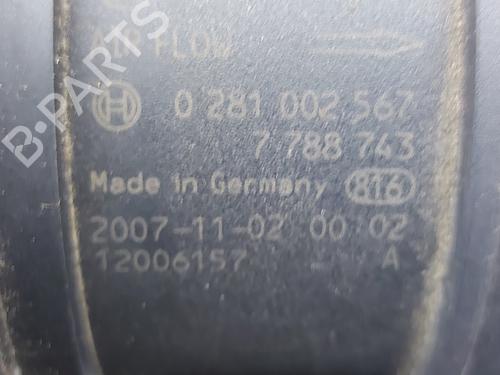 AIR FLOW
0 281 002 567
7 788 743
Made in Germany 816
2007-11-02 00 02
12006157 - A
B-PARTS